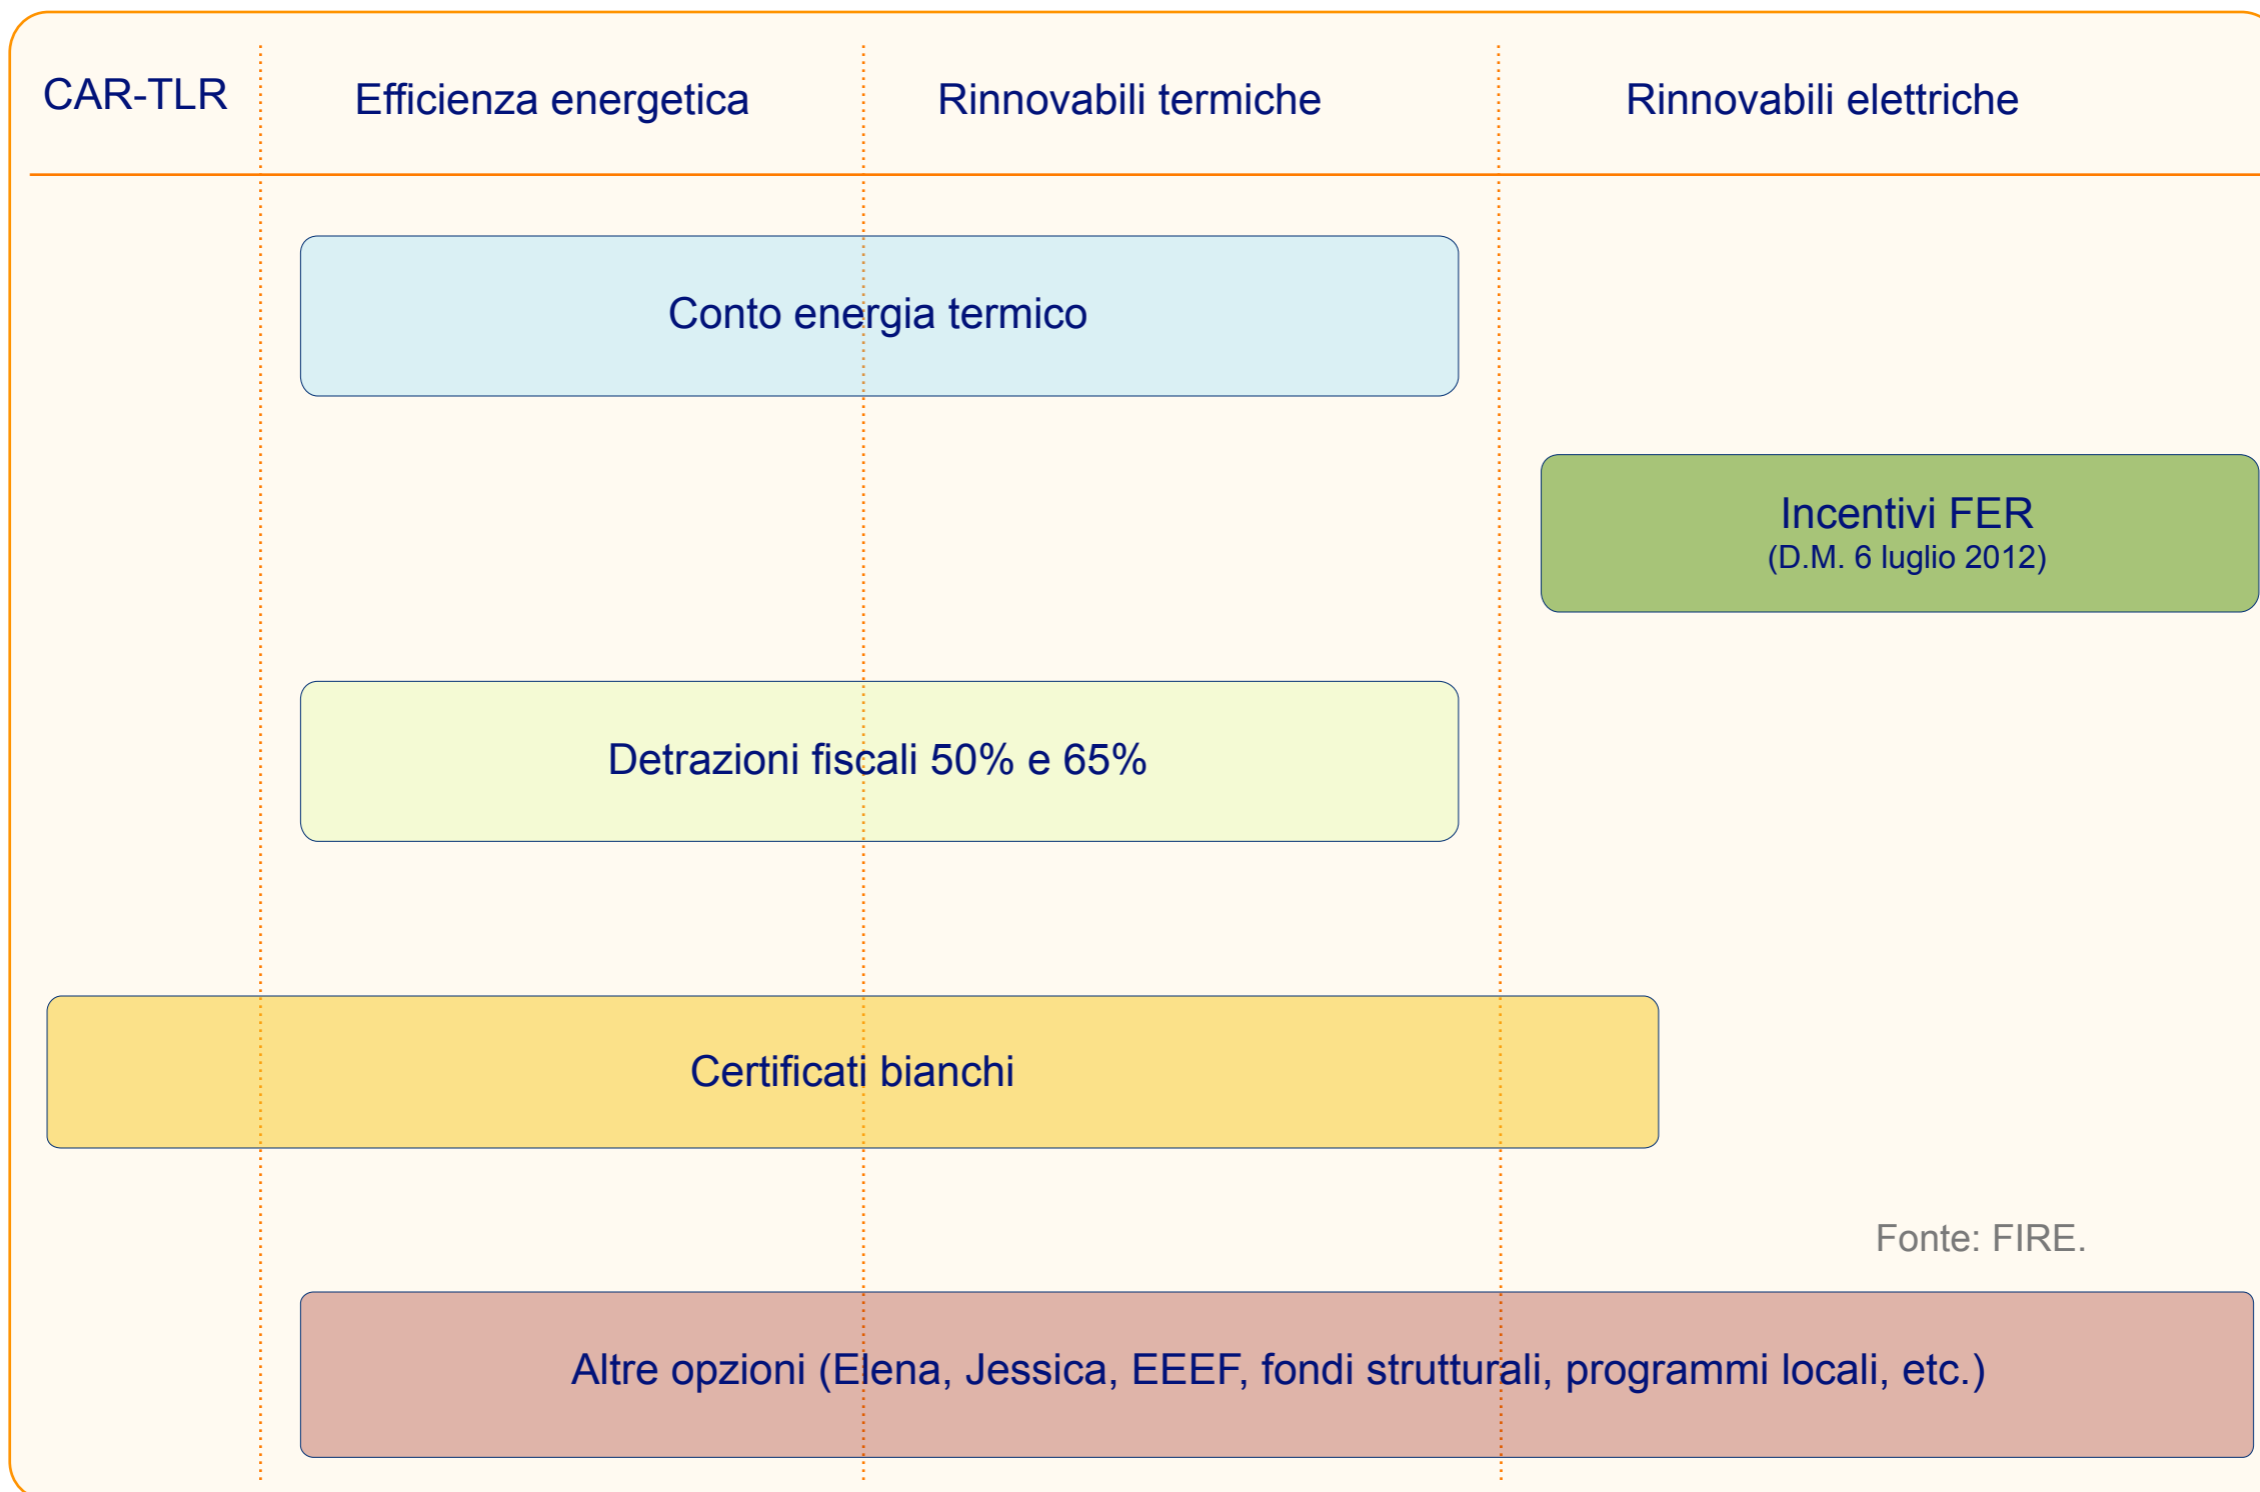 CAR-TLR
Efficienza energetica
Rinnovabili termiche
Rinnovabili elettriche
Conto energia termico
Incentivi FER
(D.M. 6 luglio 2012)
Detrazioni fiscali 50% e 65%
Certificati bianchi
Fonte: FIRE.
Altre opzioni (Elena, Jessica, EEEF, fondi strutturali, programmi locali, etc.)